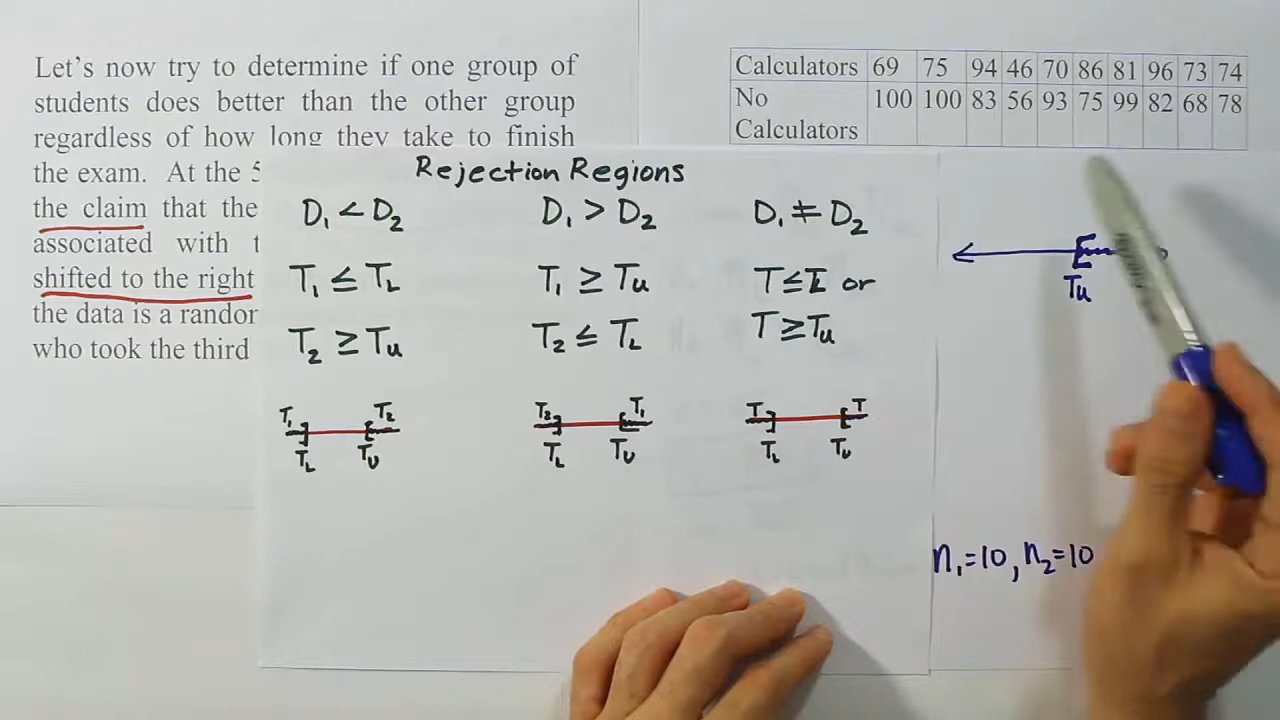 Let's now try to determine if one group of
students does better than the other group
regardless of how long they take to finish
the exam. At the 5
the claim that the
associated with t
shifted to the right
the data is a randor
who took the third
Calculators 69 75 94 46 70 86 81 96 73 74
No 100 100 83 56 93 75 99 82 68 78
Calculators
Rejection Regions
D₁ < D₂ D₁ > D₂ D₁ ≠ D₂
T₁ ≤ T_L T₁ ≥ T_U T ≤ T_L or
T₂ ≥ T_U T₂ ≤ T_L T ≥ T_U
T₁ T₂ T₂ T₁ T T
T_L T_U T_L T_U T_L T_U
T_U
n₁=10, n₂=10